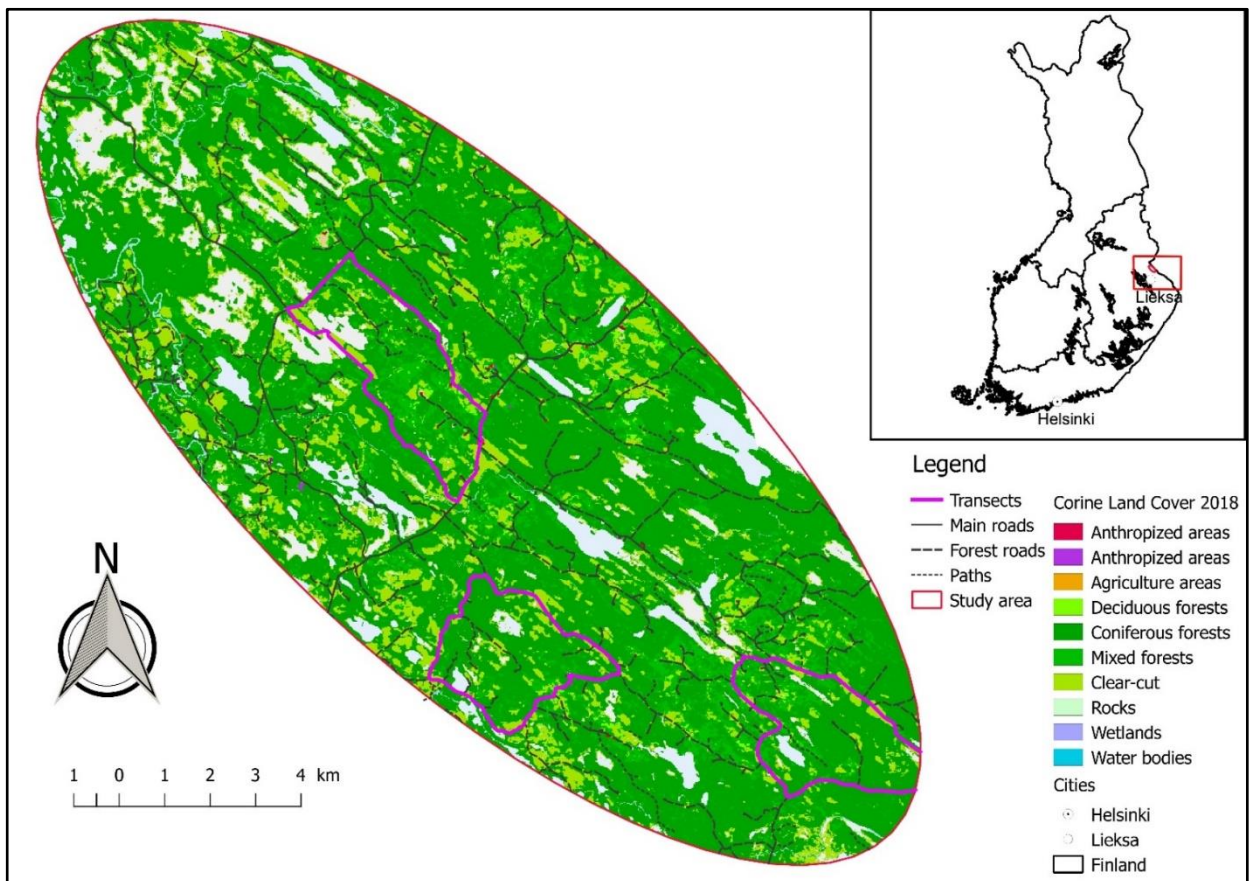 Lieksa
Helsinki
Legend
Transects
Main roads
Forest roads
Paths
Study area
Corine Land Cover 2018
Anthropized areas
Anthropized areas
Agriculture areas
Deciduous forests
Coniferous forests
Mixed forests
Clear-cut
Rocks
Wetlands
Water bodies
Cities
Helsinki
Lieksa
Finland
N
1 0 1 2 3 4 km